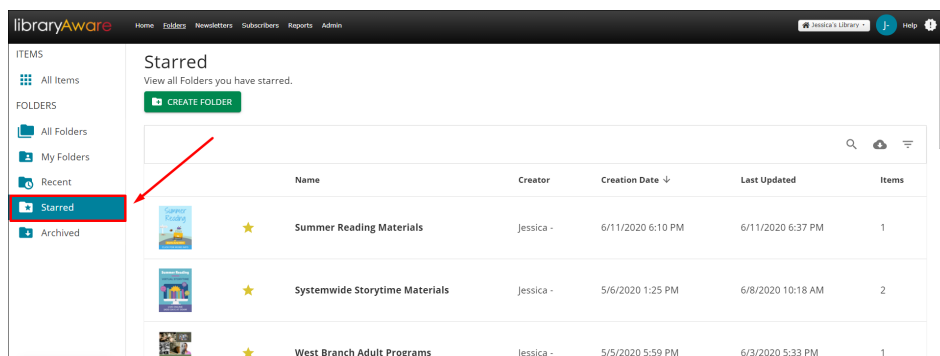 libraryAware Home Folders Newsletters Subscribers Reports Admin Jessica's Library J- Help
ITEMS
All Items
FOLDERS
All Folders
My Folders
Recent
Starred
Archived
Starred
View all Folders you have starred.
CREATE FOLDER
Name Creator Creation Date Last Updated Items
Summer Reading
Summer Reading Materials Jessica - 6/11/2020 6:10 PM 6/11/2020 6:37 PM 1
Summer Reading
Systemwide Storytime Materials Jessica - 5/6/2020 1:25 PM 6/8/2020 10:18 AM 2
West Branch Adult Programs Jessica - 5/5/2020 5:59 PM 6/3/2020 5:33 PM 1